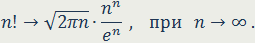 n! → √(2πn) · nⁿ/eⁿ , при n → ∞ .